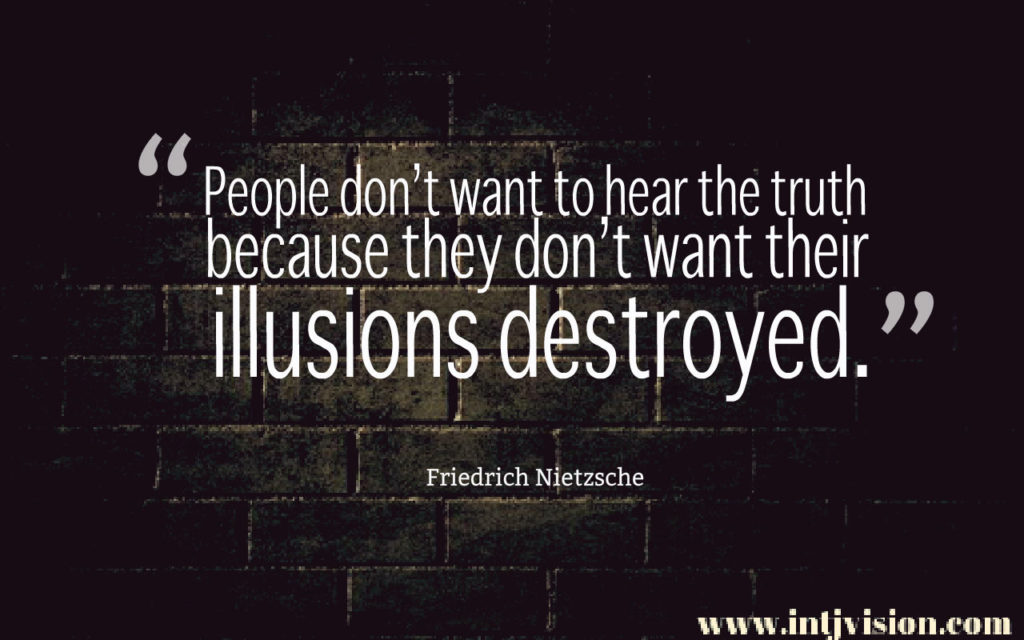 “People don’t want to hear the truth
because they don’t want their
illusions destroyed.”
Friedrich Nietzsche
www.intjvision.com